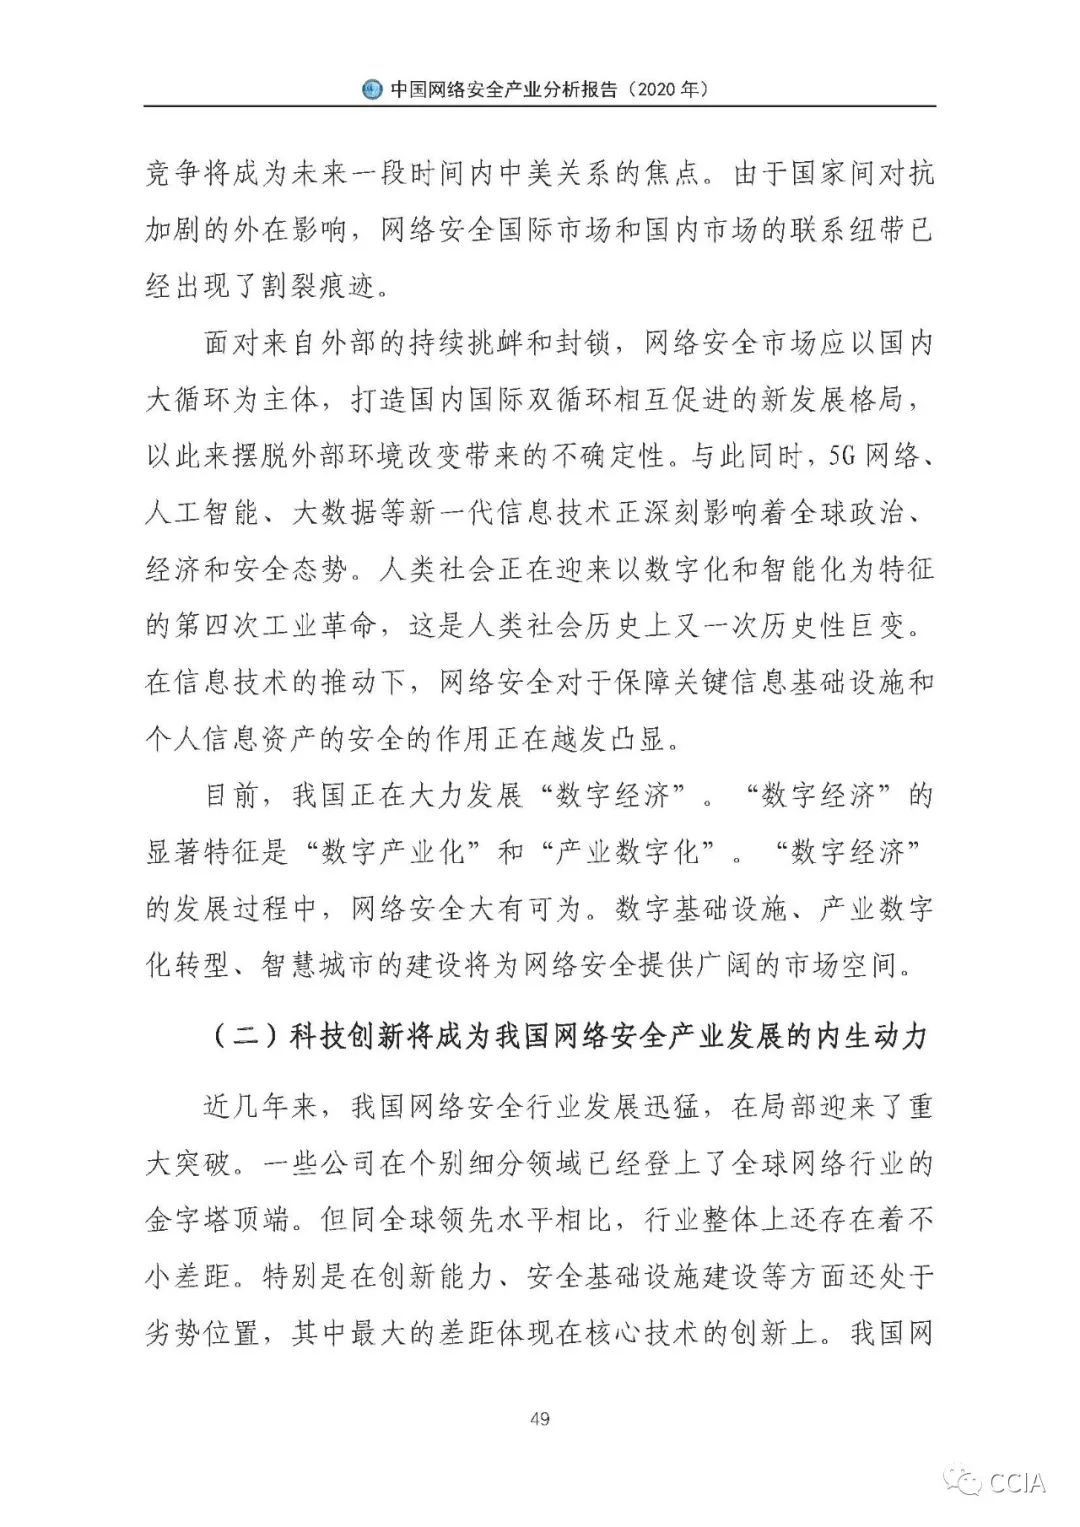 中国网络安全产业分析报告（2020 年）
竞争将成为未来一段时间内中美关系的焦点。由于国家间对抗
加剧的外在影响，网络安全国际市场和国内市场的联系纽带已
经出现了割裂痕迹。
面对来自外部的持续挑衅和封锁，网络安全市场应以国内
大循环为主体，打造国内国际双循环相互促进的新发展格局，
以此来摆脱外部环境改变带来的不确定性。与此同时，5G 网络、
人工智能、大数据等新一代信息技术正深刻影响着全球政治、
经济和安全态势。人类社会正在迎来以数字化和智能化为特征
的第四次工业革命，这是人类社会历史上又一次历史性巨变。
在信息技术的推动下，网络安全对于保障关键信息基础设施和
个人信息资产的安全的作用正在越发凸显。
目前，我国正在大力发展“数字经济”。“数字经济”的
显著特征是“数字产业化”和“产业数字化”。“数字经济”
的发展过程中，网络安全大有可为。数字基础设施、产业数字
化转型、智慧城市的建设将为网络安全提供广阔的市场空间。
（二）科技创新将成为我国网络安全产业发展的内生动力
近几年来，我国网络安全行业发展迅猛，在局部迎来了重
大突破。一些公司在个别细分领域已经登上了全球网络行业的
金字塔顶端。但同全球领先水平相比，行业整体上还存在着不
小差距。特别是在创新能力、安全基础设施建设等方面还处于
劣势位置，其中最大的差距体现在核心技术的创新上。我国网
49
CCIA